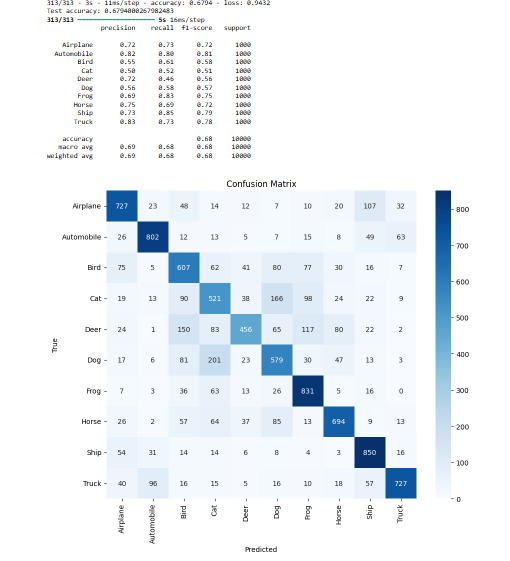 313/313 - 3s - 11ms/step - accuracy: 0.6794 - loss: 0.9432
Test accuracy: 0.6794000267982483
313/313 ━━━━━━━━━━━━━━━━━━━━ 5s 16ms/step
precision recall f1-score support
Airplane 0.72 0.73 0.72 1000
Automobile 0.82 0.80 0.81 1000
Bird 0.55 0.61 0.58 1000
Cat 0.50 0.52 0.51 1000
Deer 0.72 0.46 0.56 1000
Dog 0.56 0.58 0.57 1000
Frog 0.69 0.83 0.75 1000
Horse 0.75 0.69 0.72 1000
Ship 0.73 0.85 0.79 1000
Truck 0.83 0.73 0.78 1000
accuracy 0.68 10000
macro avg 0.69 0.68 0.68 10000
weighted avg 0.69 0.68 0.68 10000
Confusion Matrix
Airplane 727 23 48 14 12 7 10 20 107 32
Automobile 26 802 12 13 5 7 15 8 49 63
Bird 75 5 607 62 41 80 77 30 16 7
Cat 19 13 90 521 38 166 98 24 22 9
Deer 24 1 150 83 456 65 117 80 22 2
Dog 17 6 81 201 23 579 30 47 13 3
Frog 7 3 36 63 13 26 831 5 16 0
Horse 26 2 57 64 37 85 13 694 9 13
Ship 54 31 14 14 6 8 4 3 850 16
Truck 40 96 16 15 5 16 10 18 57 727
Airplane Automobile Bird Cat Deer Dog Frog Horse Ship Truck
True
Predicted
800
700
600
500
400
300
200
100
0